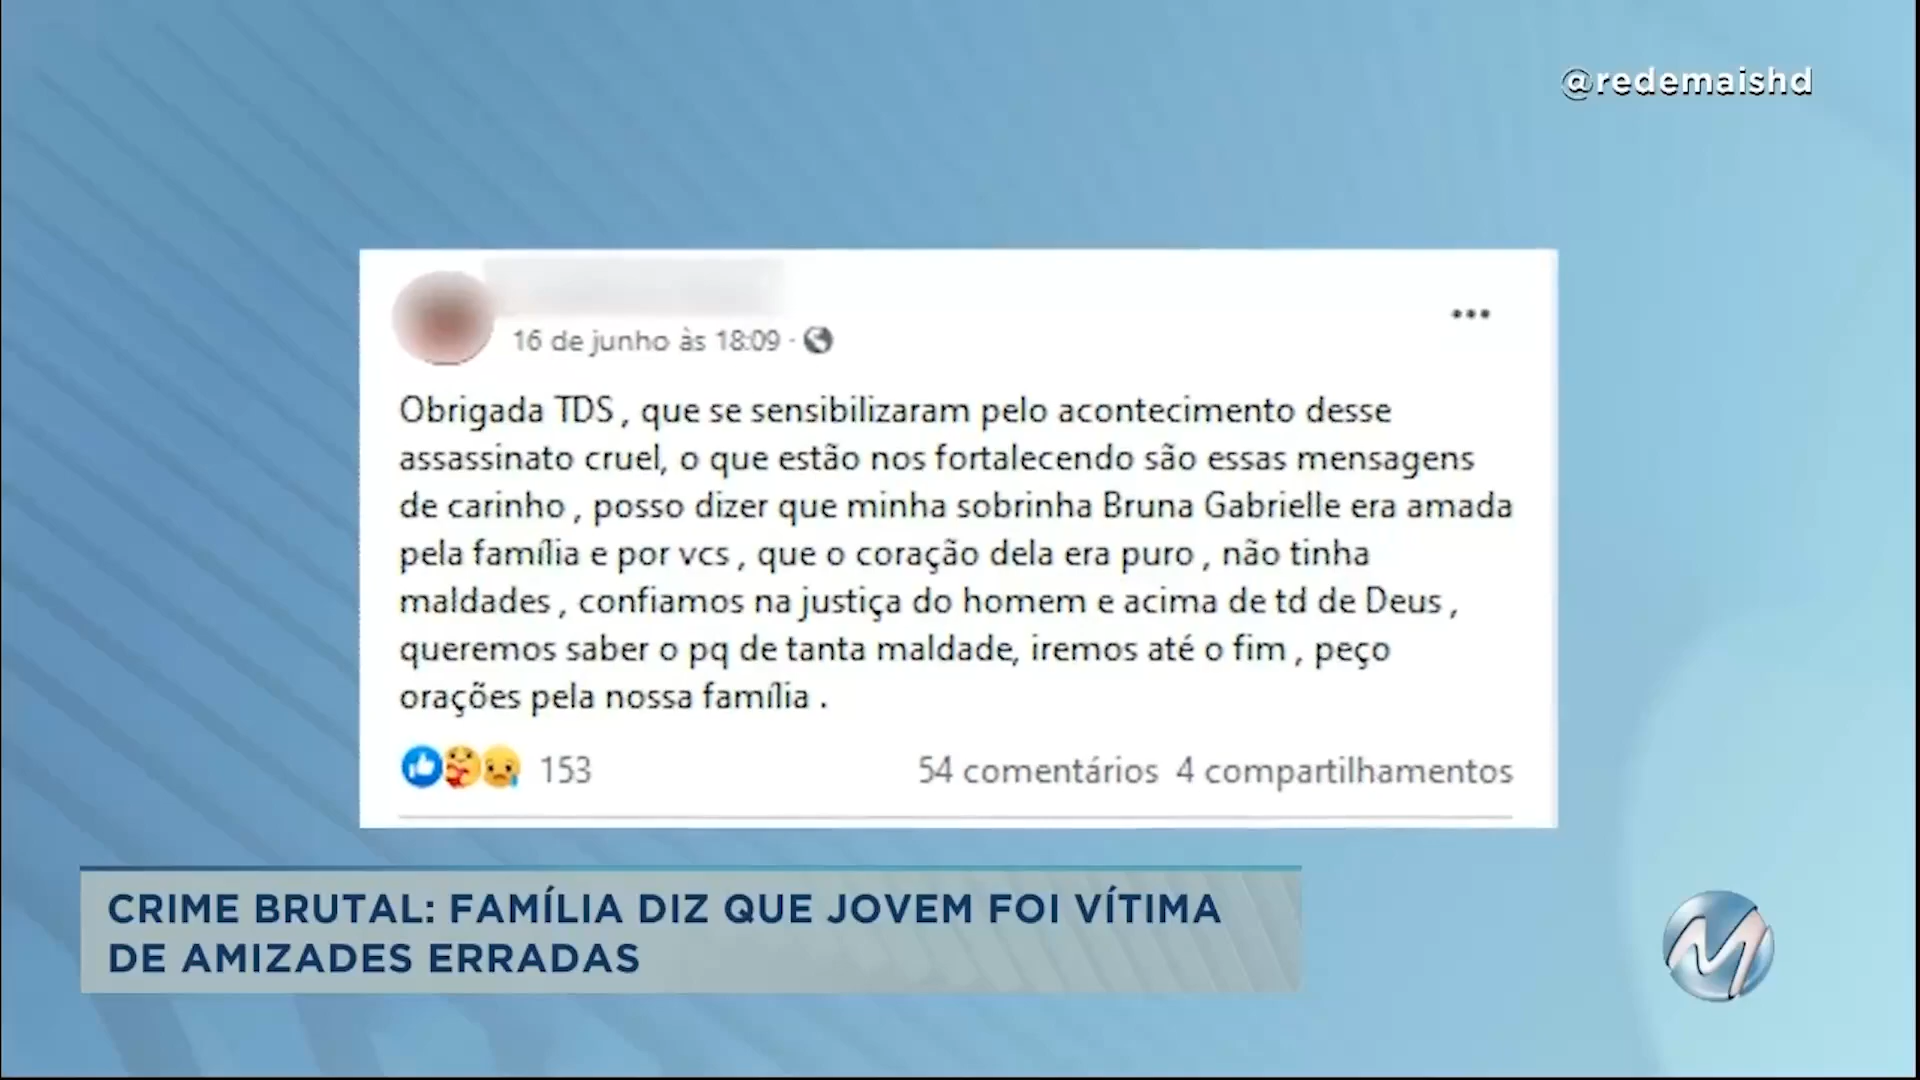 @redemaishd
16 de junho às 18:09 ·
Obrigada TDS , que se sensibilizaram pelo acontecimento desse
assassinato cruel, o que estão nos fortalecendo são essas mensagens
de carinho , posso dizer que minha sobrinha Bruna Gabrielle era amada
pela família e por vcs , que o coração dela era puro , não tinha
maldades , confiamos na justiça do homem e acima de td de Deus ,
queremos saber o pq de tanta maldade, iremos até o fim , peço
orações pela nossa família .
153
54 comentários 4 compartilhamentos
CRIME BRUTAL: FAMÍLIA DIZ QUE JOVEM FOI VÍTIMA
DE AMIZADES ERRADAS
M